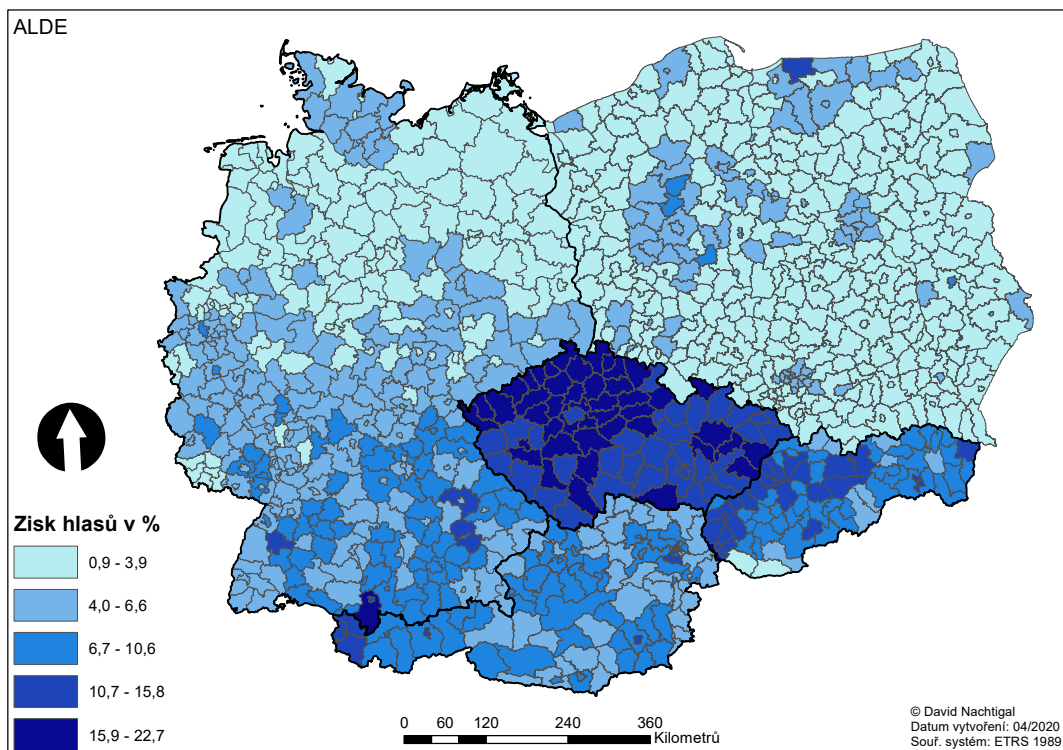 ALDE
Zisk hlasů v %
0,9 - 3,9
4,0 - 6,6
6,7 - 10,6
10,7 - 15,8
15,9 - 22,7
0 60 120 240 360
Kilometrů
© David Nachtigal
Datum vytvoření: 04/2020
Souř. systém: ETRS 1989